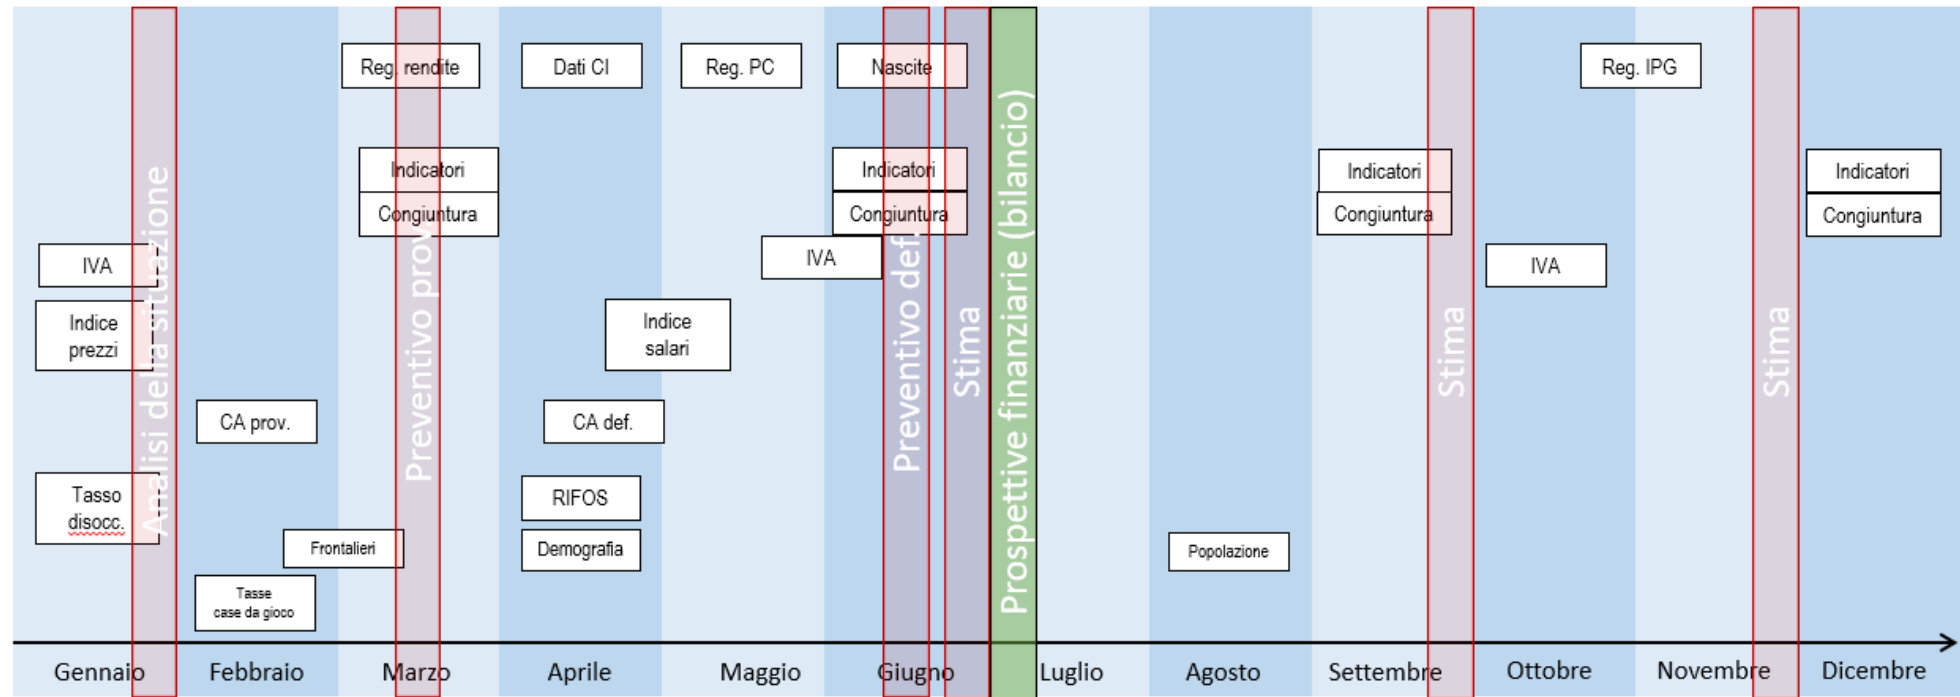 Reg. rendite
Dati CI
Reg. PC
Nascite
Reg. IPG
Indicatori
Congiuntura
Indicatori
Congiuntura
Indicatori
Congiuntura
Indicatori
Congiuntura
IVA
IVA
IVA
Indice
prezzi
Indice
salari
CA prov.
CA def.
Tasso
disocc.
RIFOS
Frontalieri
Demografia
Popolazione
Tasse
case da gioco
Analisi della situazione
Preventivo prov.
Preventivo def.
Stima
Prospettive finanziarie (bilancio)
Stima
Stima
Gennaio
Febbraio
Marzo
Aprile
Maggio
Giugno
Luglio
Agosto
Settembre
Ottobre
Novembre
Dicembre